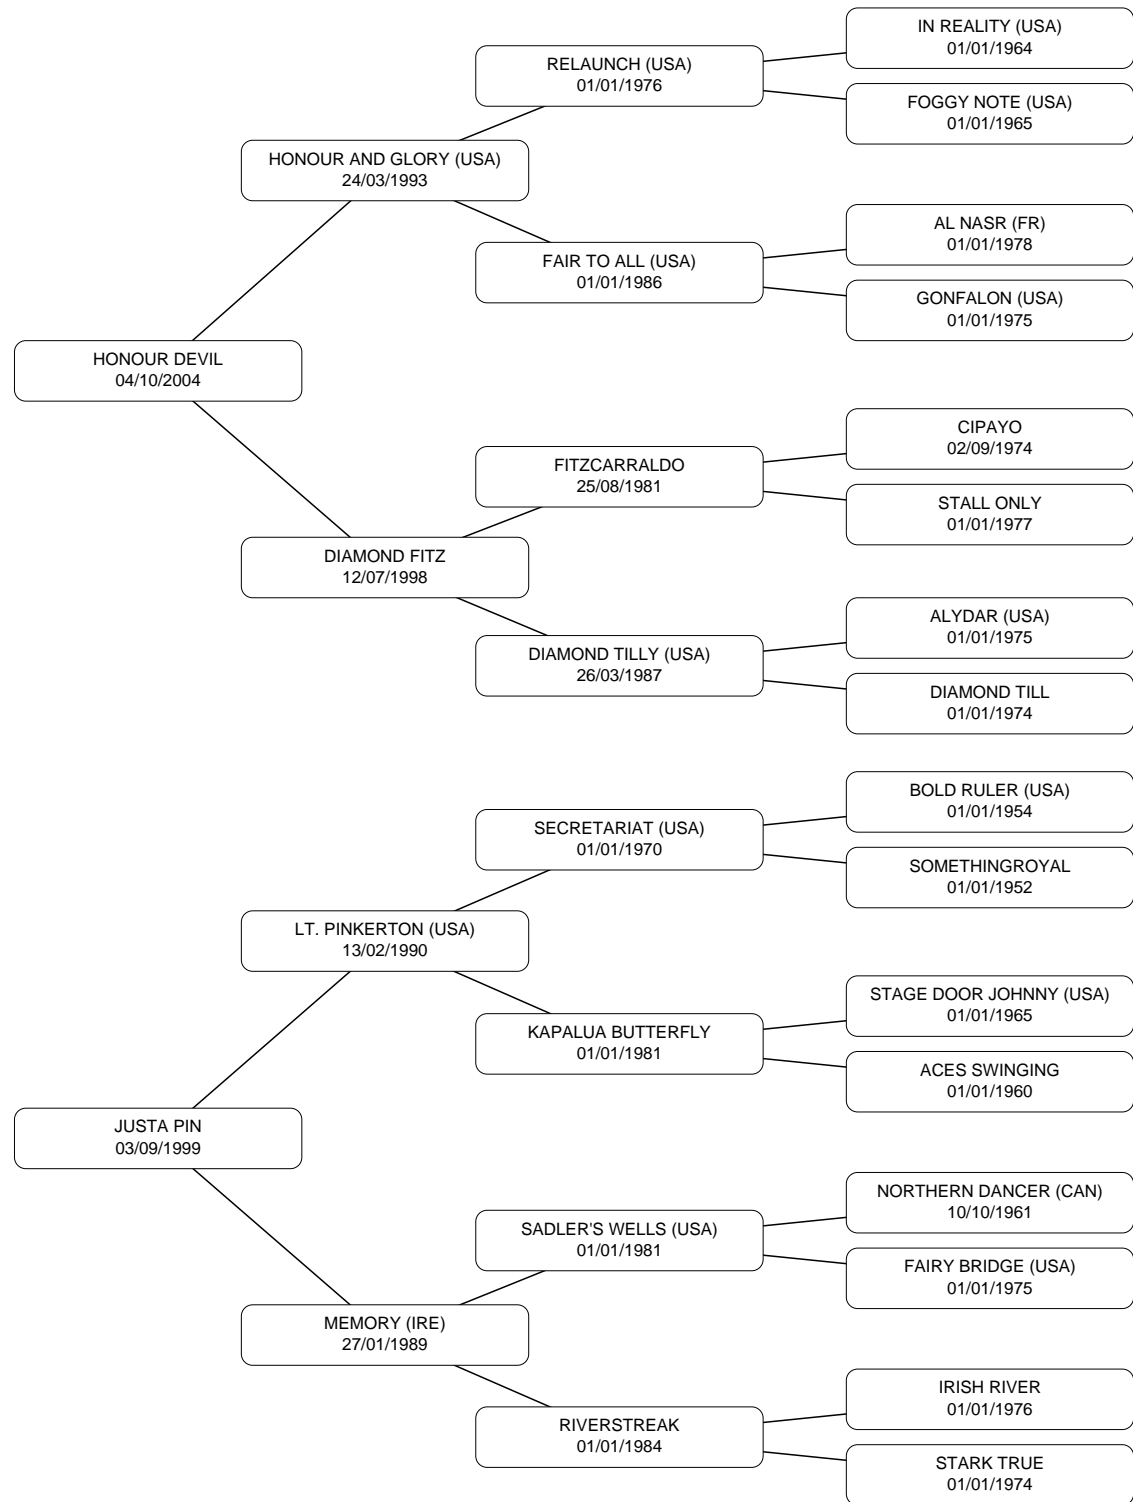 IN REALITY (USA)
01/01/1964
RELAUNCH (USA)
01/01/1976
FOGGY NOTE (USA)
01/01/1965
HONOUR AND GLORY (USA)
24/03/1993
AL NASR (FR)
01/01/1978
FAIR TO ALL (USA)
01/01/1986
GONFALON (USA)
01/01/1975
HONOUR DEVIL
04/10/2004
CIPAYO
02/09/1974
FITZCARRALDO
25/08/1981
STALL ONLY
01/01/1977
DIAMOND FITZ
12/07/1998
ALYDAR (USA)
01/01/1975
DIAMOND TILLY (USA)
26/03/1987
DIAMOND TILL
01/01/1974
BOLD RULER (USA)
01/01/1954
SECRETARIAT (USA)
01/01/1970
SOMETHINGROYAL
01/01/1952
LT. PINKERTON (USA)
13/02/1990
STAGE DOOR JOHNNY (USA)
01/01/1965
KAPALUA BUTTERFLY
01/01/1981
ACES SWINGING
01/01/1960
JUSTA PIN
03/09/1999
NORTHERN DANCER (CAN)
10/10/1961
SADLER'S WELLS (USA)
01/01/1981
FAIRY BRIDGE (USA)
01/01/1975
MEMORY (IRE)
27/01/1989
IRISH RIVER
01/01/1976
RIVERSTREAK
01/01/1984
STARK TRUE
01/01/1974